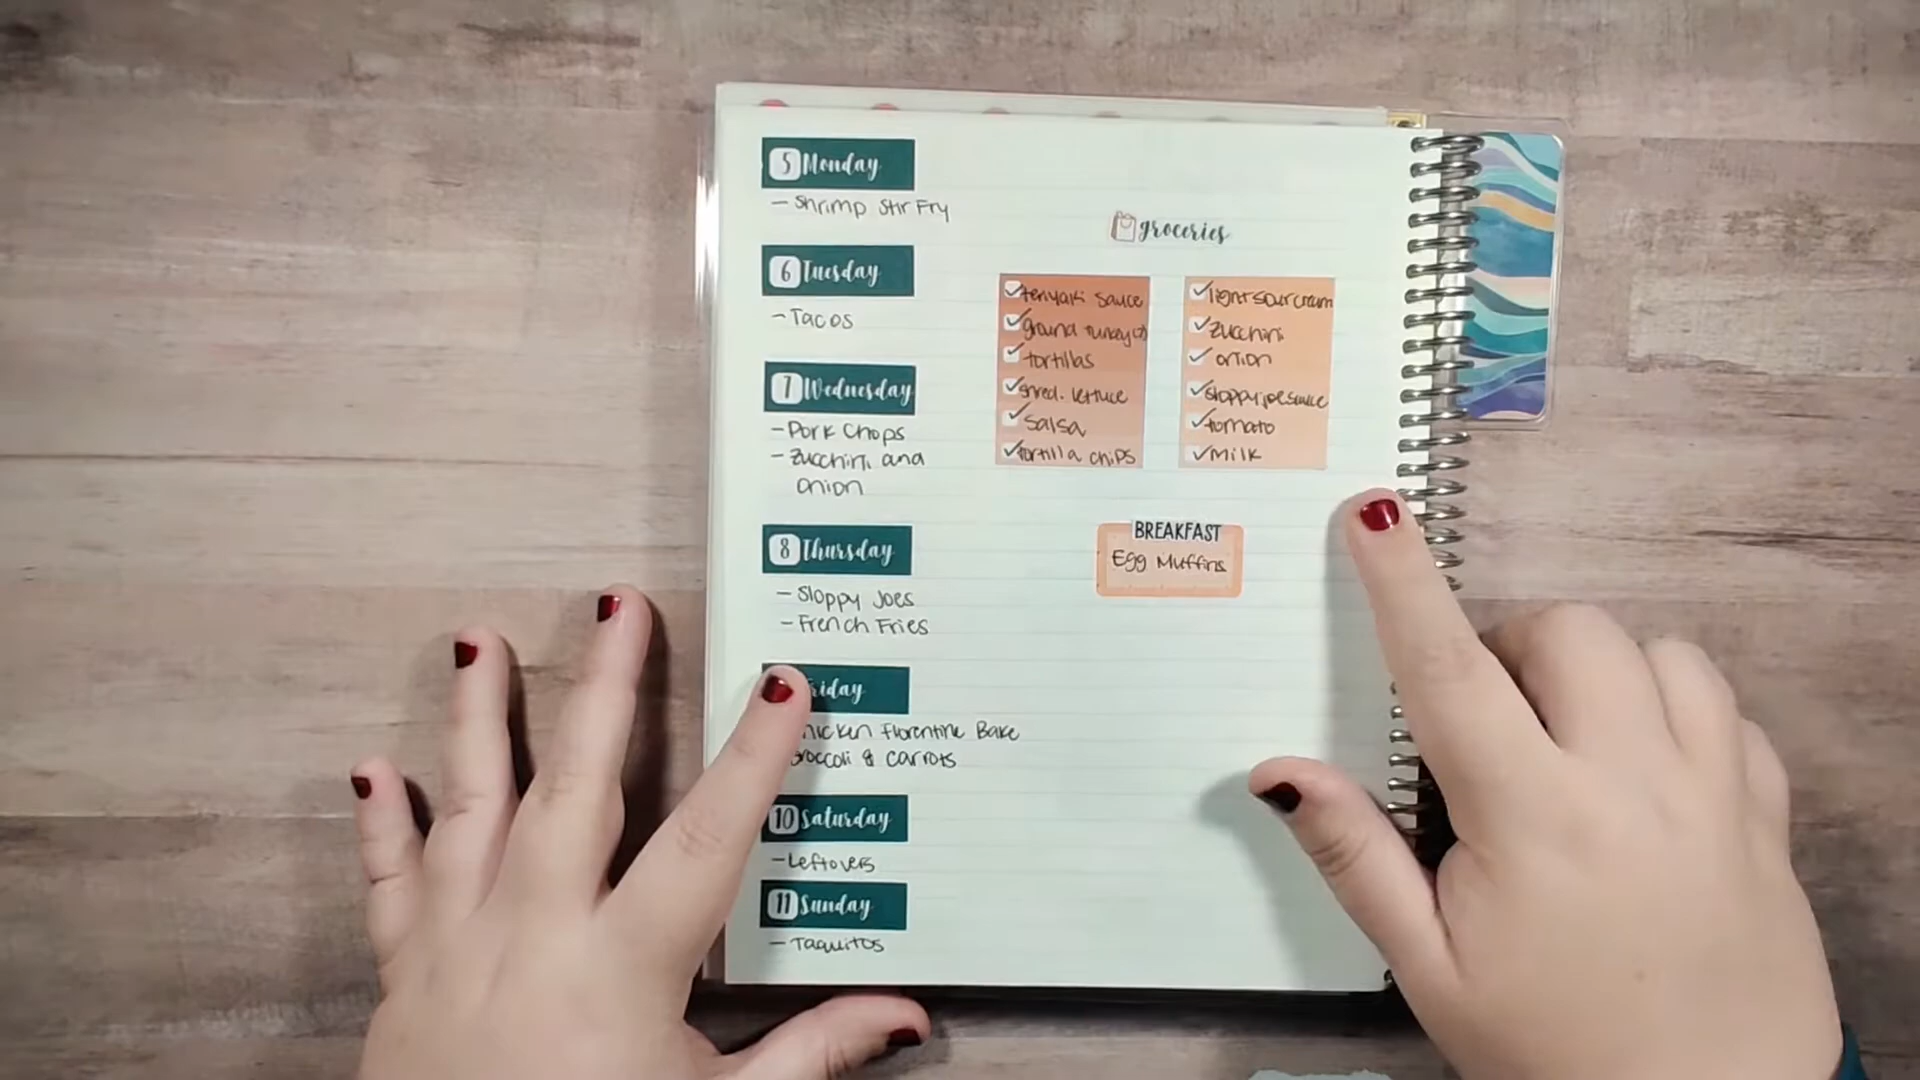 5 Monday
- Shrimp Stir Fry
6 Tuesday
- Tacos
7 Wednesday
- Pork Chops
- Zucchini and
onion
8 Thursday
- Sloppy Joes
- French Fries
riday
hicken Florentine Bake
broccoli & carrots
10 Saturday
- Leftovers
11 Sunday
- Taquitos
groceries
teriyaki sauce
ground turkey (2)
tortillas
shred. lettuce
salsa
tortilla chips
light sour cream
zucchini
onion
sloppy joe sauce
tomato
milk
BREAKFAST
Egg Muffins